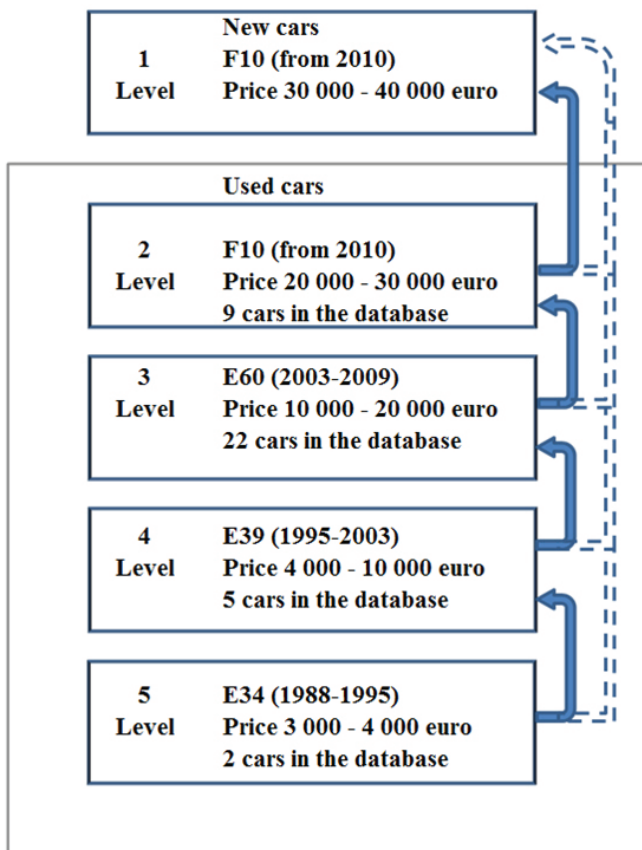 New cars
1 F10 (from 2010)
Level Price 30 000 - 40 000 euro
Used cars
2 F10 (from 2010)
Level Price 20 000 - 30 000 euro
9 cars in the database
3 E60 (2003-2009)
Level Price 10 000 - 20 000 euro
22 cars in the database
4 E39 (1995-2003)
Level Price 4 000 - 10 000 euro
5 cars in the database
5 E34 (1988-1995)
Level Price 3 000 - 4 000 euro
2 cars in the database